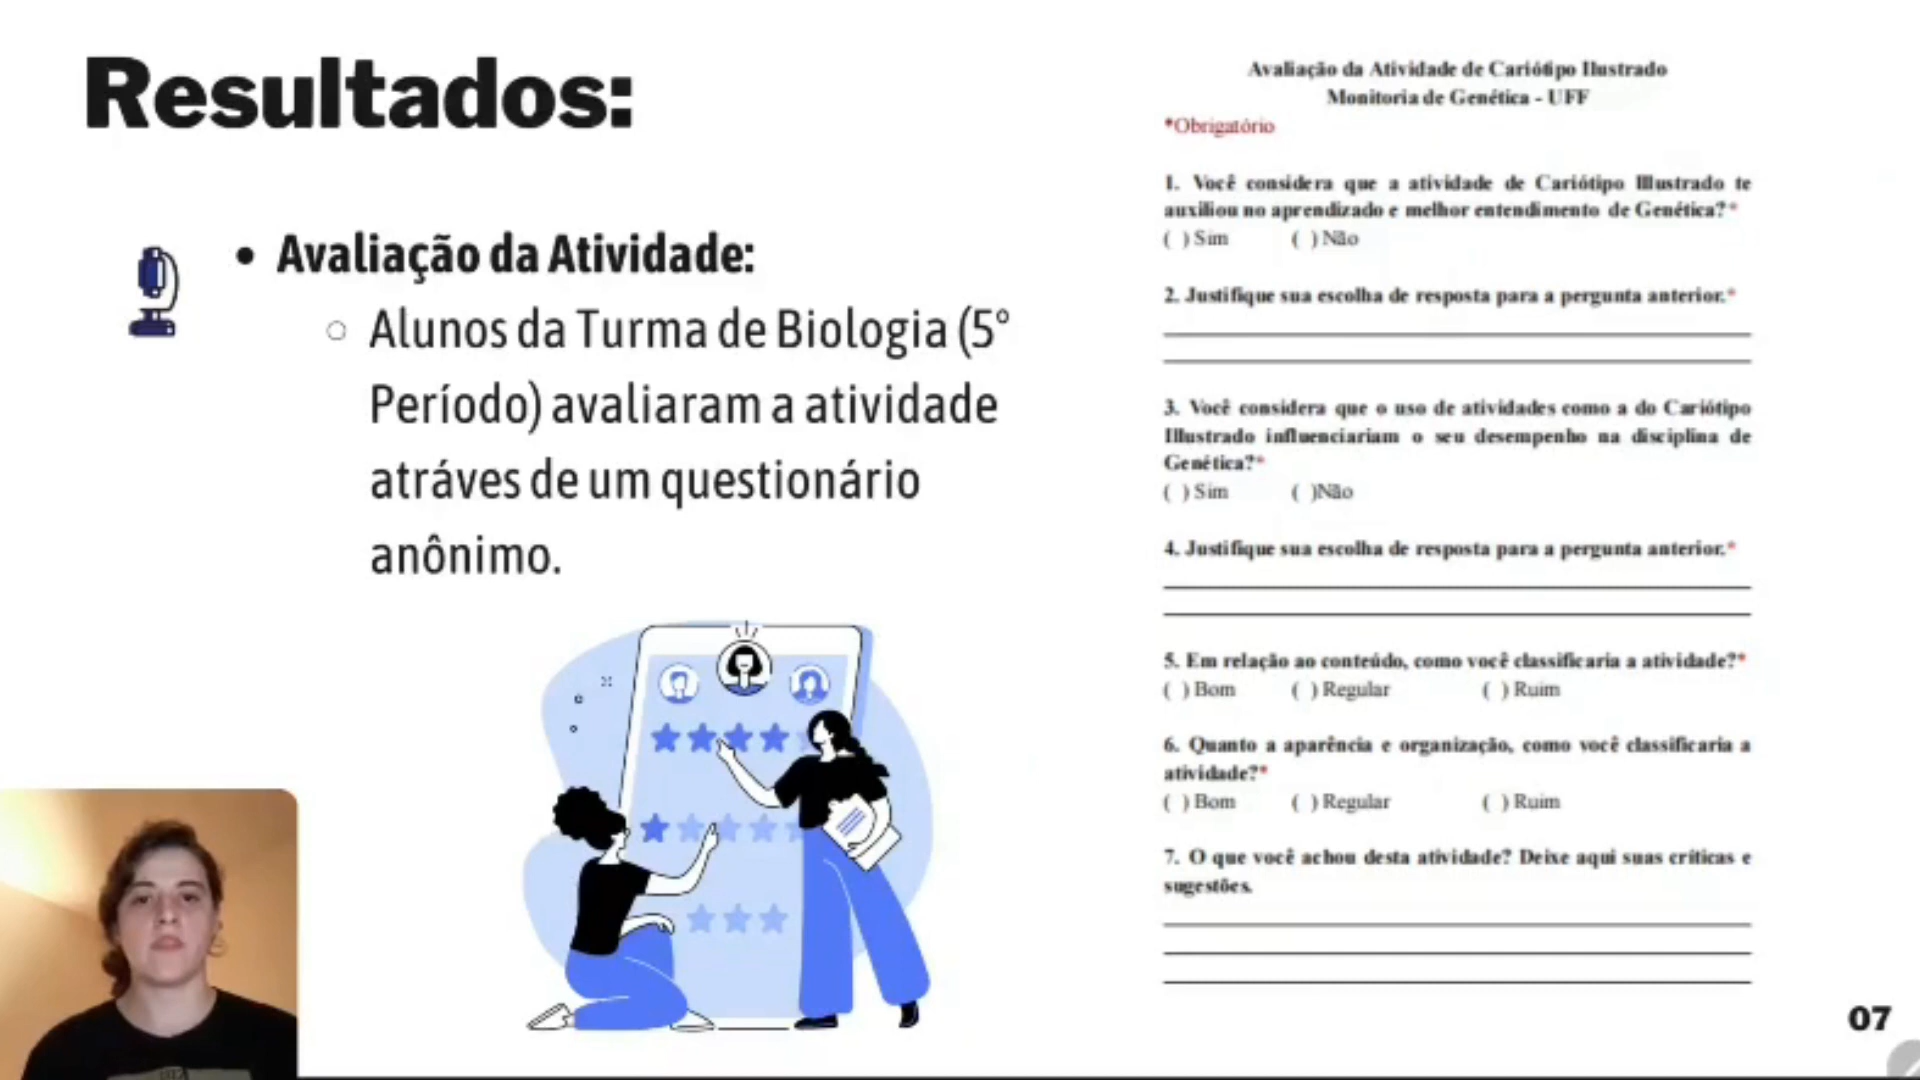 Resultados:
• Avaliação da Atividade:
○ Alunos da Turma de Biologia (5°
Período) avaliaram a atividade
atráves de um questionário
anônimo.
Avaliação da Atividade de Cariótipo Ilustrado
Monitoria de Genética - UFF
*Obrigatório
1. Você considera que a atividade de Cariótipo Illustrado te
auxiliou no aprendizado e melhor entendimento de Genética?*
( ) Sim ( ) Não
2. Justifique sua escolha de resposta para a pergunta anterior.*
3. Você considera que o uso de atividades como a do Cariótipo
Illustrado influenciariam o seu desempenho na disciplina de
Genética?*
( ) Sim ( )Não
4. Justifique sua escolha de resposta para a pergunta anterior.*
5. Em relação ao conteúdo, como você classificaria a atividade?*
( ) Bom ( ) Regular ( ) Ruim
6. Quanto a aparência e organização, como você classificaria a
atividade?*
( ) Bom ( ) Regular ( ) Ruim
7. O que você achou desta atividade? Deixe aqui suas críticas e
sugestões.
07